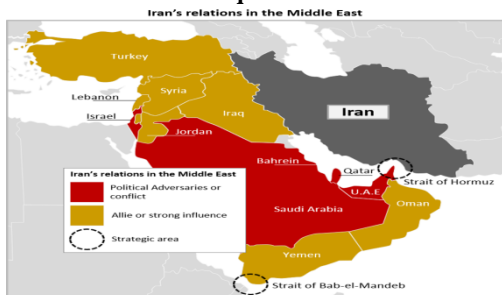 Iran's relations in the Middle East
Turkey
Lebanon
Syria
Israel
Iraq
Iran
Jordan
Bahrain
Qatar
Strait of Hormuz
U.A.E
Saudi Arabia
Oman
Yemen
Strait of Bab-el-Mandeb
Iran's relations in the Middle East
Political Adversaries or
conflict
Allie or strong influence
Strategic area